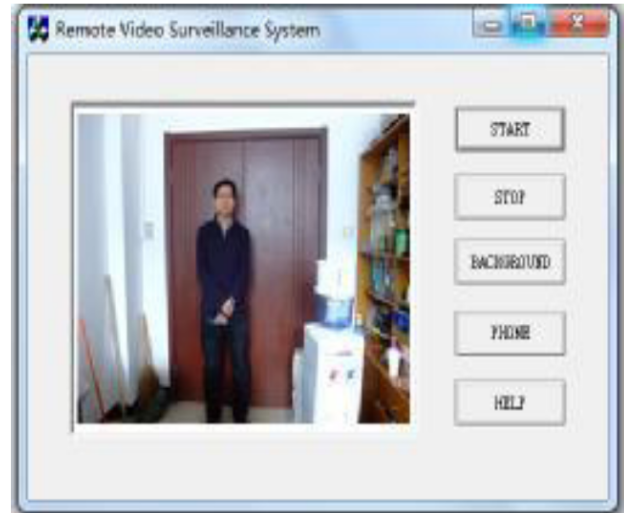 Remote Video Surveillance System
START
STOP
BACKGROUND
PHONE
HELP